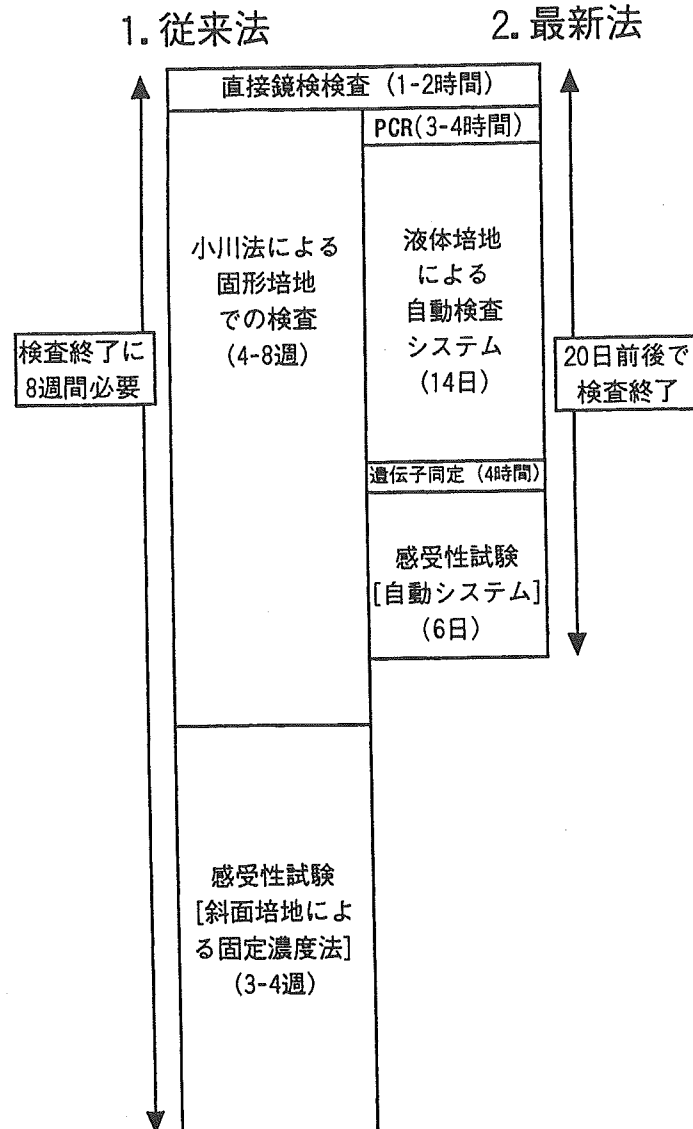 1. 従来法
2. 最新法
直接鏡検検査 (1-2時間)
PCR(3-4時間)
小川法による
固形培地
での検査
(4-8週)
液体培地
による
自動検査
システム
(14日)
検査終了に
8週間必要
20日前後で
検査終了
遺伝子同定 (4時間)
感受性試験
[自動システム]
(6日)
感受性試験
[斜面培地によ
る固定濃度法]
(3-4週)